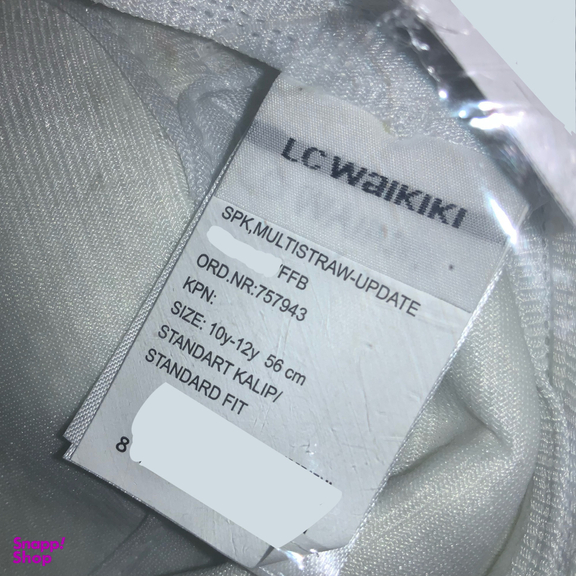 LC WAIKIKI
SPK,MULTISTRAW-UPDATE
FFB
ORD.NR:757943
KPN:
SIZE: 10y-12y 56 cm
STANDART KALIP/
STANDARD FIT
8
Snapp!
Shop